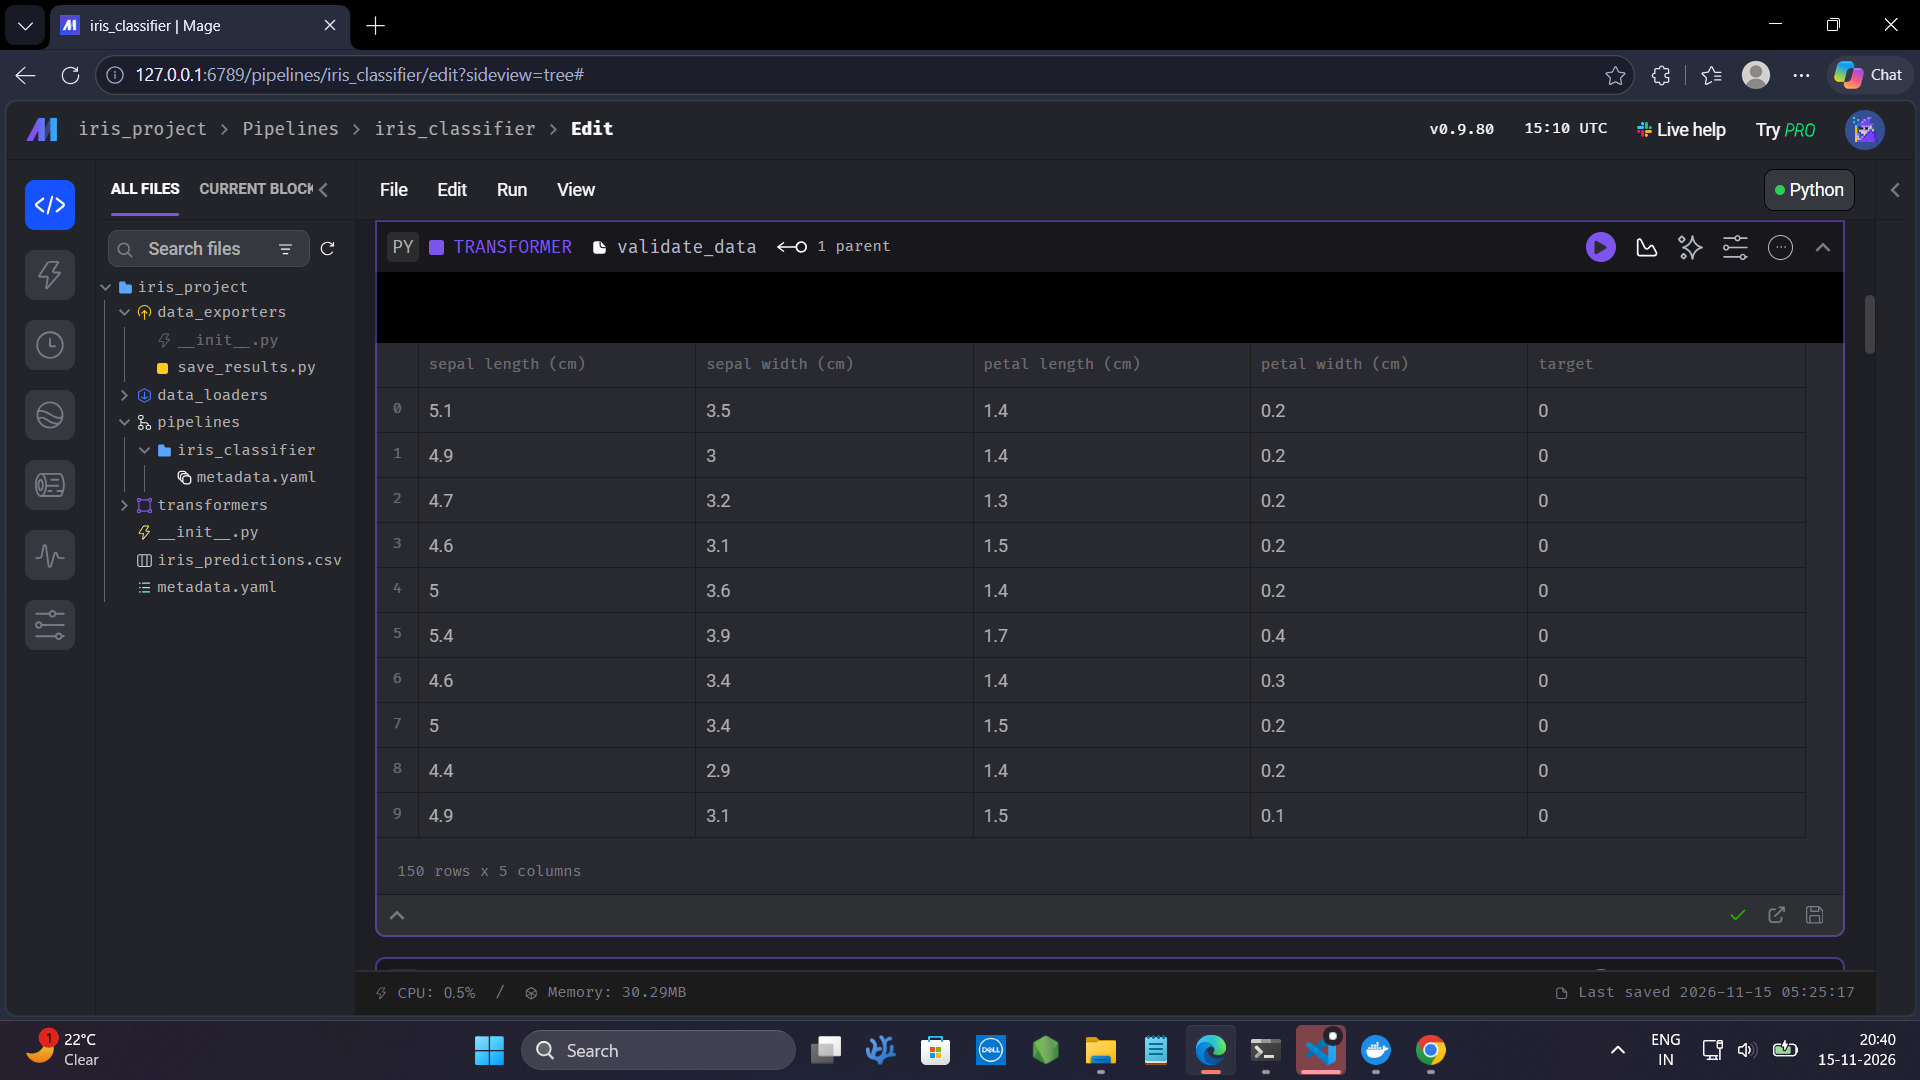 iris_classifier | Mage
127.0.0.1:6789/pipelines/iris_classifier/edit?sideview=tree#
Chat
iris_project > Pipelines > iris_classifier > Edit
v0.9.80
15:10 UTC
Live help
Try PRO
ALL FILES
CURRENT BLOCK
File Edit Run View
Python
Search files
iris_project
data_exporters
__init__.py
save_results.py
data_loaders
pipelines
iris_classifier
metadata.yaml
transformers
__init__.py
iris_predictions.csv
metadata.yaml
PY TRANSFORMER validate_data 1 parent
sepal length (cm) sepal width (cm) petal length (cm) petal width (cm) target
0 5.1 3.5 1.4 0.2 0
1 4.9 3 1.4 0.2 0
2 4.7 3.2 1.3 0.2 0
3 4.6 3.1 1.5 0.2 0
4 5 3.6 1.4 0.2 0
5 5.4 3.9 1.7 0.4 0
6 4.6 3.4 1.4 0.3 0
7 5 3.4 1.5 0.2 0
8 4.4 2.9 1.4 0.2 0
9 4.9 3.1 1.5 0.1 0
150 rows x 5 columns
CPU: 0.5% / Memory: 30.29MB
Last saved 2026-11-15 05:25:17
1
22°C
Clear
Search
DELL
ENG
IN
20:40
15-11-2026